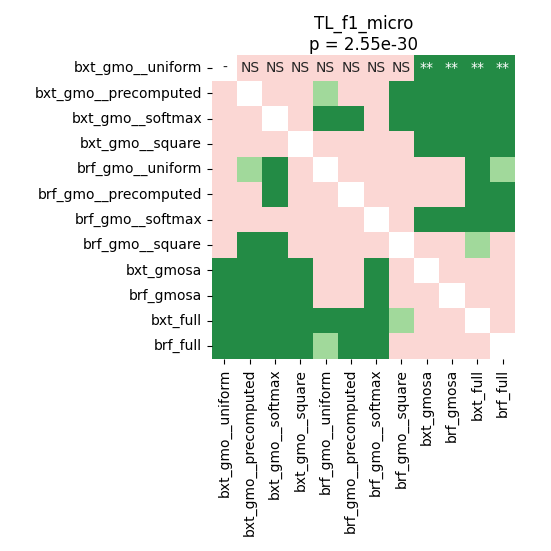 TL_f1_micro
p = 2.55e-30
bxt_gmo__uniform - NS NS NS NS NS NS NS ** ** ** **
bxt_gmo__precomputed
bxt_gmo__softmax
bxt_gmo__square
brf_gmo__uniform
brf_gmo__precomputed
brf_gmo__softmax
brf_gmo__square
bxt_gmosa
brf_gmosa
bxt_full
brf_full
bxt_gmo__uniform
bxt_gmo__precomputed
bxt_gmo__softmax
bxt_gmo__square
brf_gmo__uniform
brf_gmo__precomputed
brf_gmo__softmax
brf_gmo__square
bxt_gmosa
brf_gmosa
bxt_full
brf_full